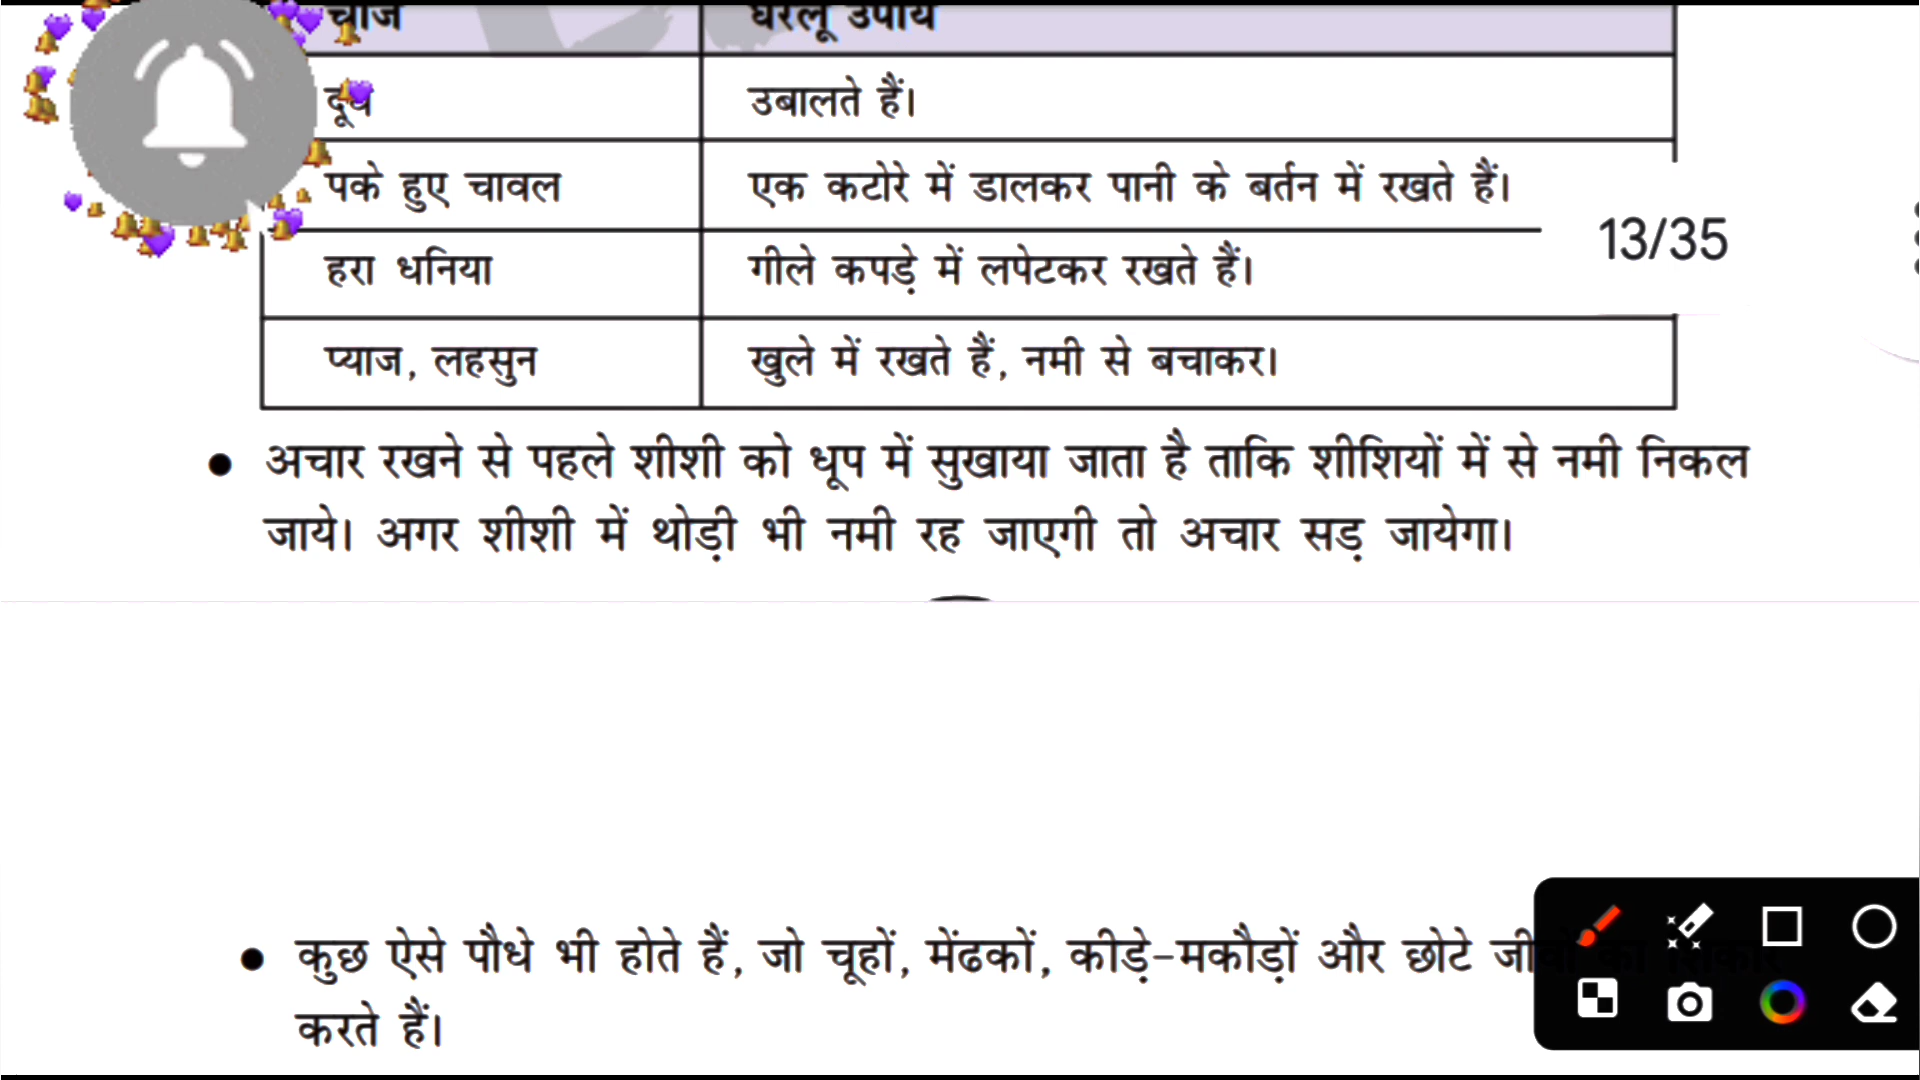 चीज घरेलू उपाय
दूध उबालते हैं।
पके हुए चावल एक कटोरे में डालकर पानी के बर्तन में रखते हैं।
13/35
हरा धनिया गीले कपड़े में लपेटकर रखते हैं।
प्याज, लहसुन खुले में रखते हैं, नमी से बचाकर।
● अचार रखने से पहले शीशी को धूप में सुखाया जाता है ताकि शीशियों में से नमी निकल
जाये। अगर शीशी में थोड़ी भी नमी रह जाएगी तो अचार सड़ जायेगा।
● कुछ ऐसे पौधे भी होते हैं, जो चूहों, मेंढकों, कीड़े-मकौड़ों और छोटे जीवों का शिकार
करते हैं।